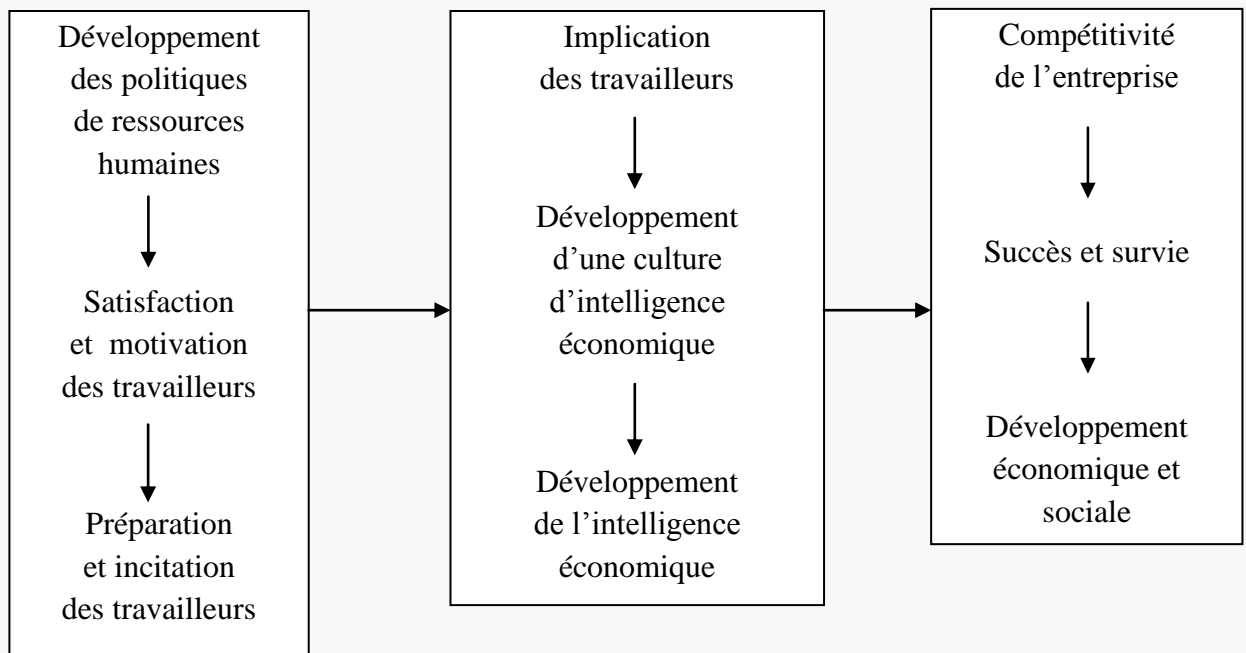 Développement
des politiques
de ressources
humaines
Satisfaction
et motivation
des travailleurs
Préparation
et incitation
des travailleurs
Implication
des travailleurs
Développement
d’une culture
d’intelligence
économique
Développement
de l’intelligence
économique
Compétitivité
de l’entreprise
Succès et survie
Développement
économique et
sociale